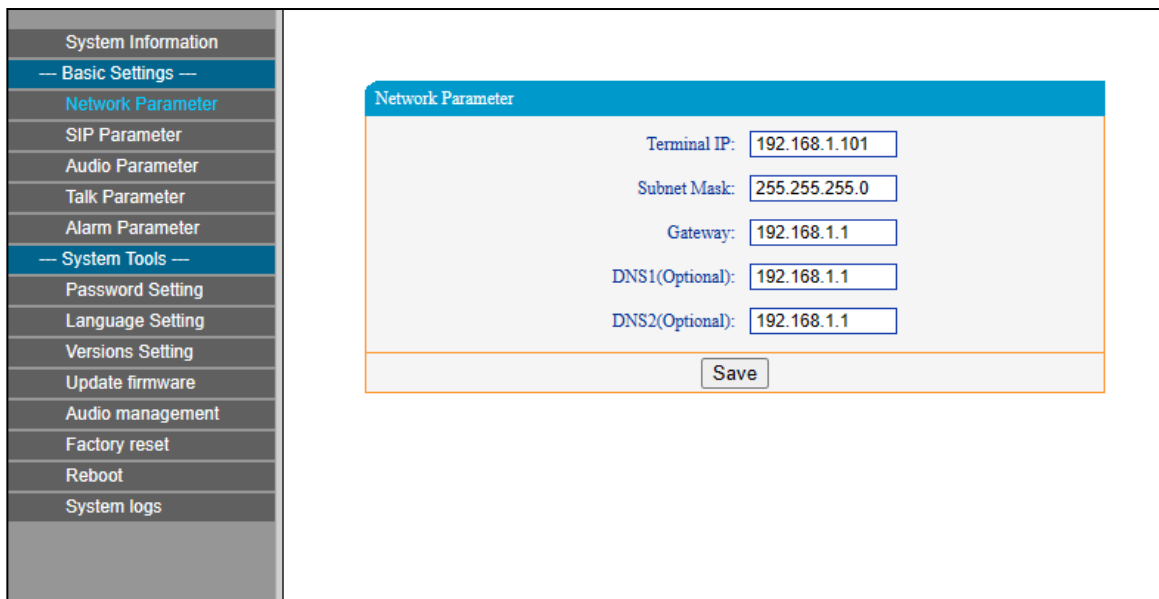 System Information
--- Basic Settings ---
Network Parameter
SIP Parameter
Audio Parameter
Talk Parameter
Alarm Parameter
--- System Tools ---
Password Setting
Language Setting
Versions Setting
Update firmware
Audio management
Factory reset
Reboot
System logs
Network Parameter
Terminal IP: 192.168.1.101
Subnet Mask: 255.255.255.0
Gateway: 192.168.1.1
DNS1(Optional): 192.168.1.1
DNS2(Optional): 192.168.1.1
Save